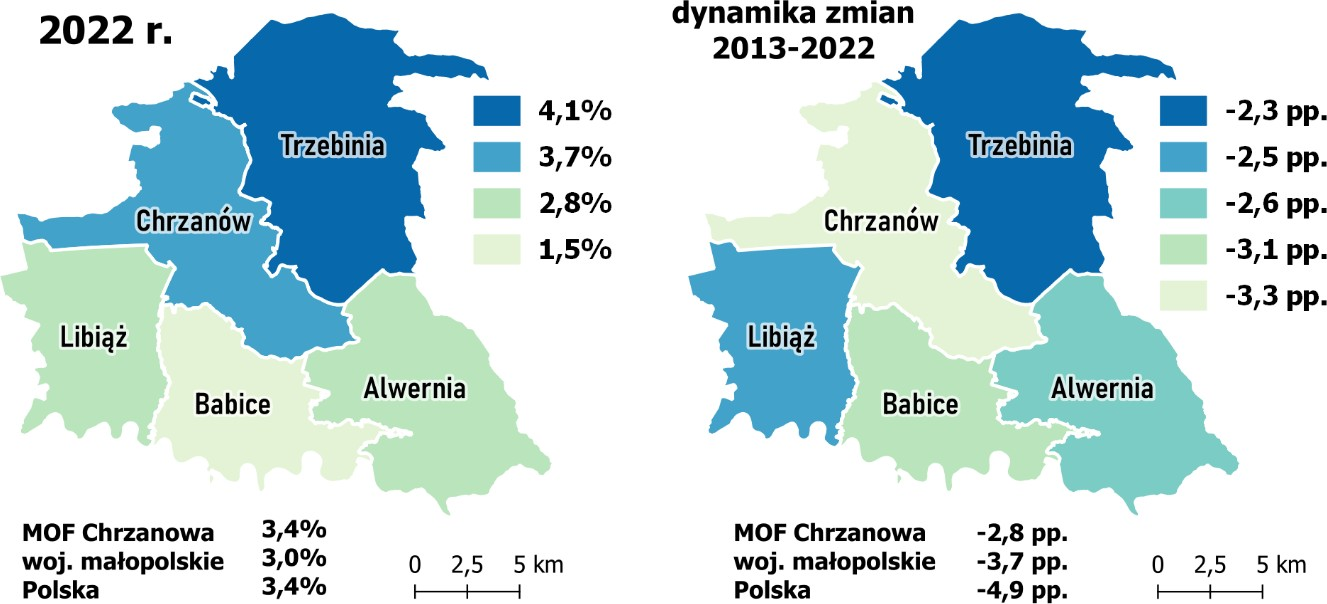 2022 r.
4,1%
3,7%
2,8%
1,5%
Trzebinia
Chrzanów
Libiąż
Babice
Alwernia
MOF Chrzanowa 3,4%
woj. małopolskie 3,0%
Polska 3,4%
0 2,5 5 km
dynamika zmian
2013-2022
-2,3 pp.
-2,5 pp.
-2,6 pp.
-3,1 pp.
-3,3 pp.
Trzebinia
Chrzanów
Libiąż
Babice
Alwernia
MOF Chrzanowa -2,8 pp.
woj. małopolskie -3,7 pp.
Polska -4,9 pp.
0 2,5 5 km